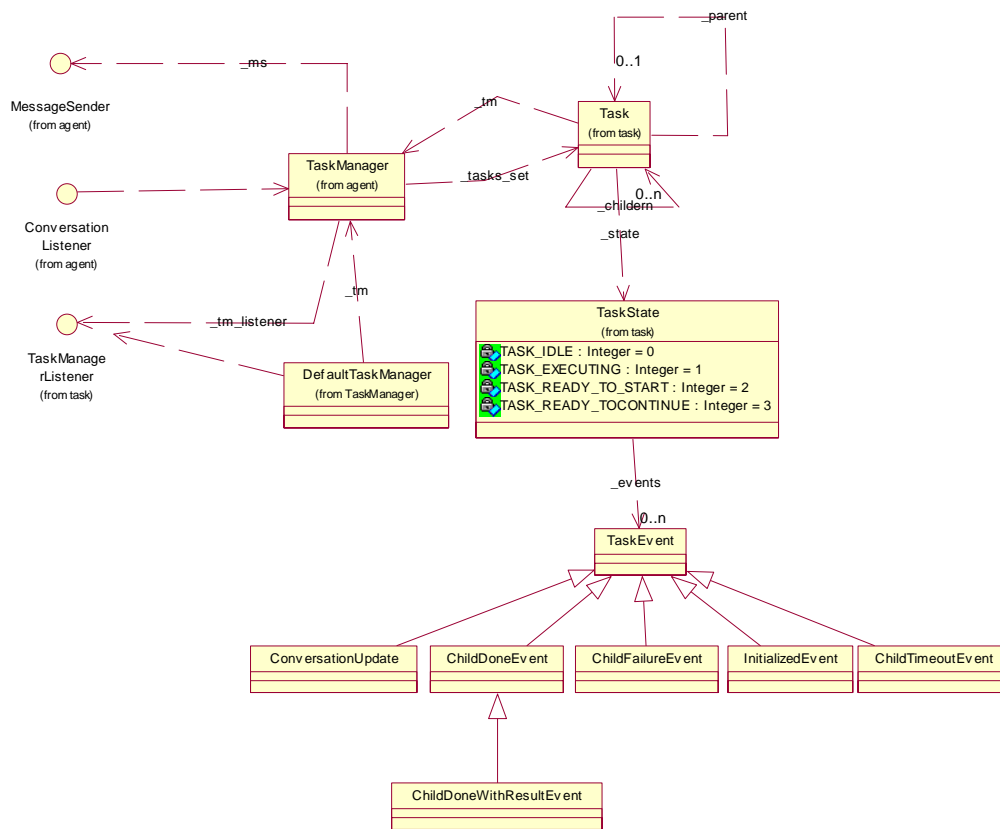 _parent
0..1
_ms
MessageSender
(from agent)
_tm
Task
(from task)
TaskManager
(from agent)
tasks_set
0..n
_childern
Conversation
Listener
(from agent)
_state
_tm
_tm_listener
TaskState
(from task)
TASK_IDLE : Integer = 0
TASK_EXECUTING : Integer = 1
TASK_READY_TO_START : Integer = 2
TASK_READY_TOCONTINUE : Integer = 3
TaskManage
rListener
(from task)
DefaultTaskManager
(from TaskManager)
_events
0..n
TaskEvent
ConversationUpdate
ChildDoneEvent
ChildFailureEvent
InitializedEvent
ChildTimeoutEvent
ChildDoneWithResultEvent